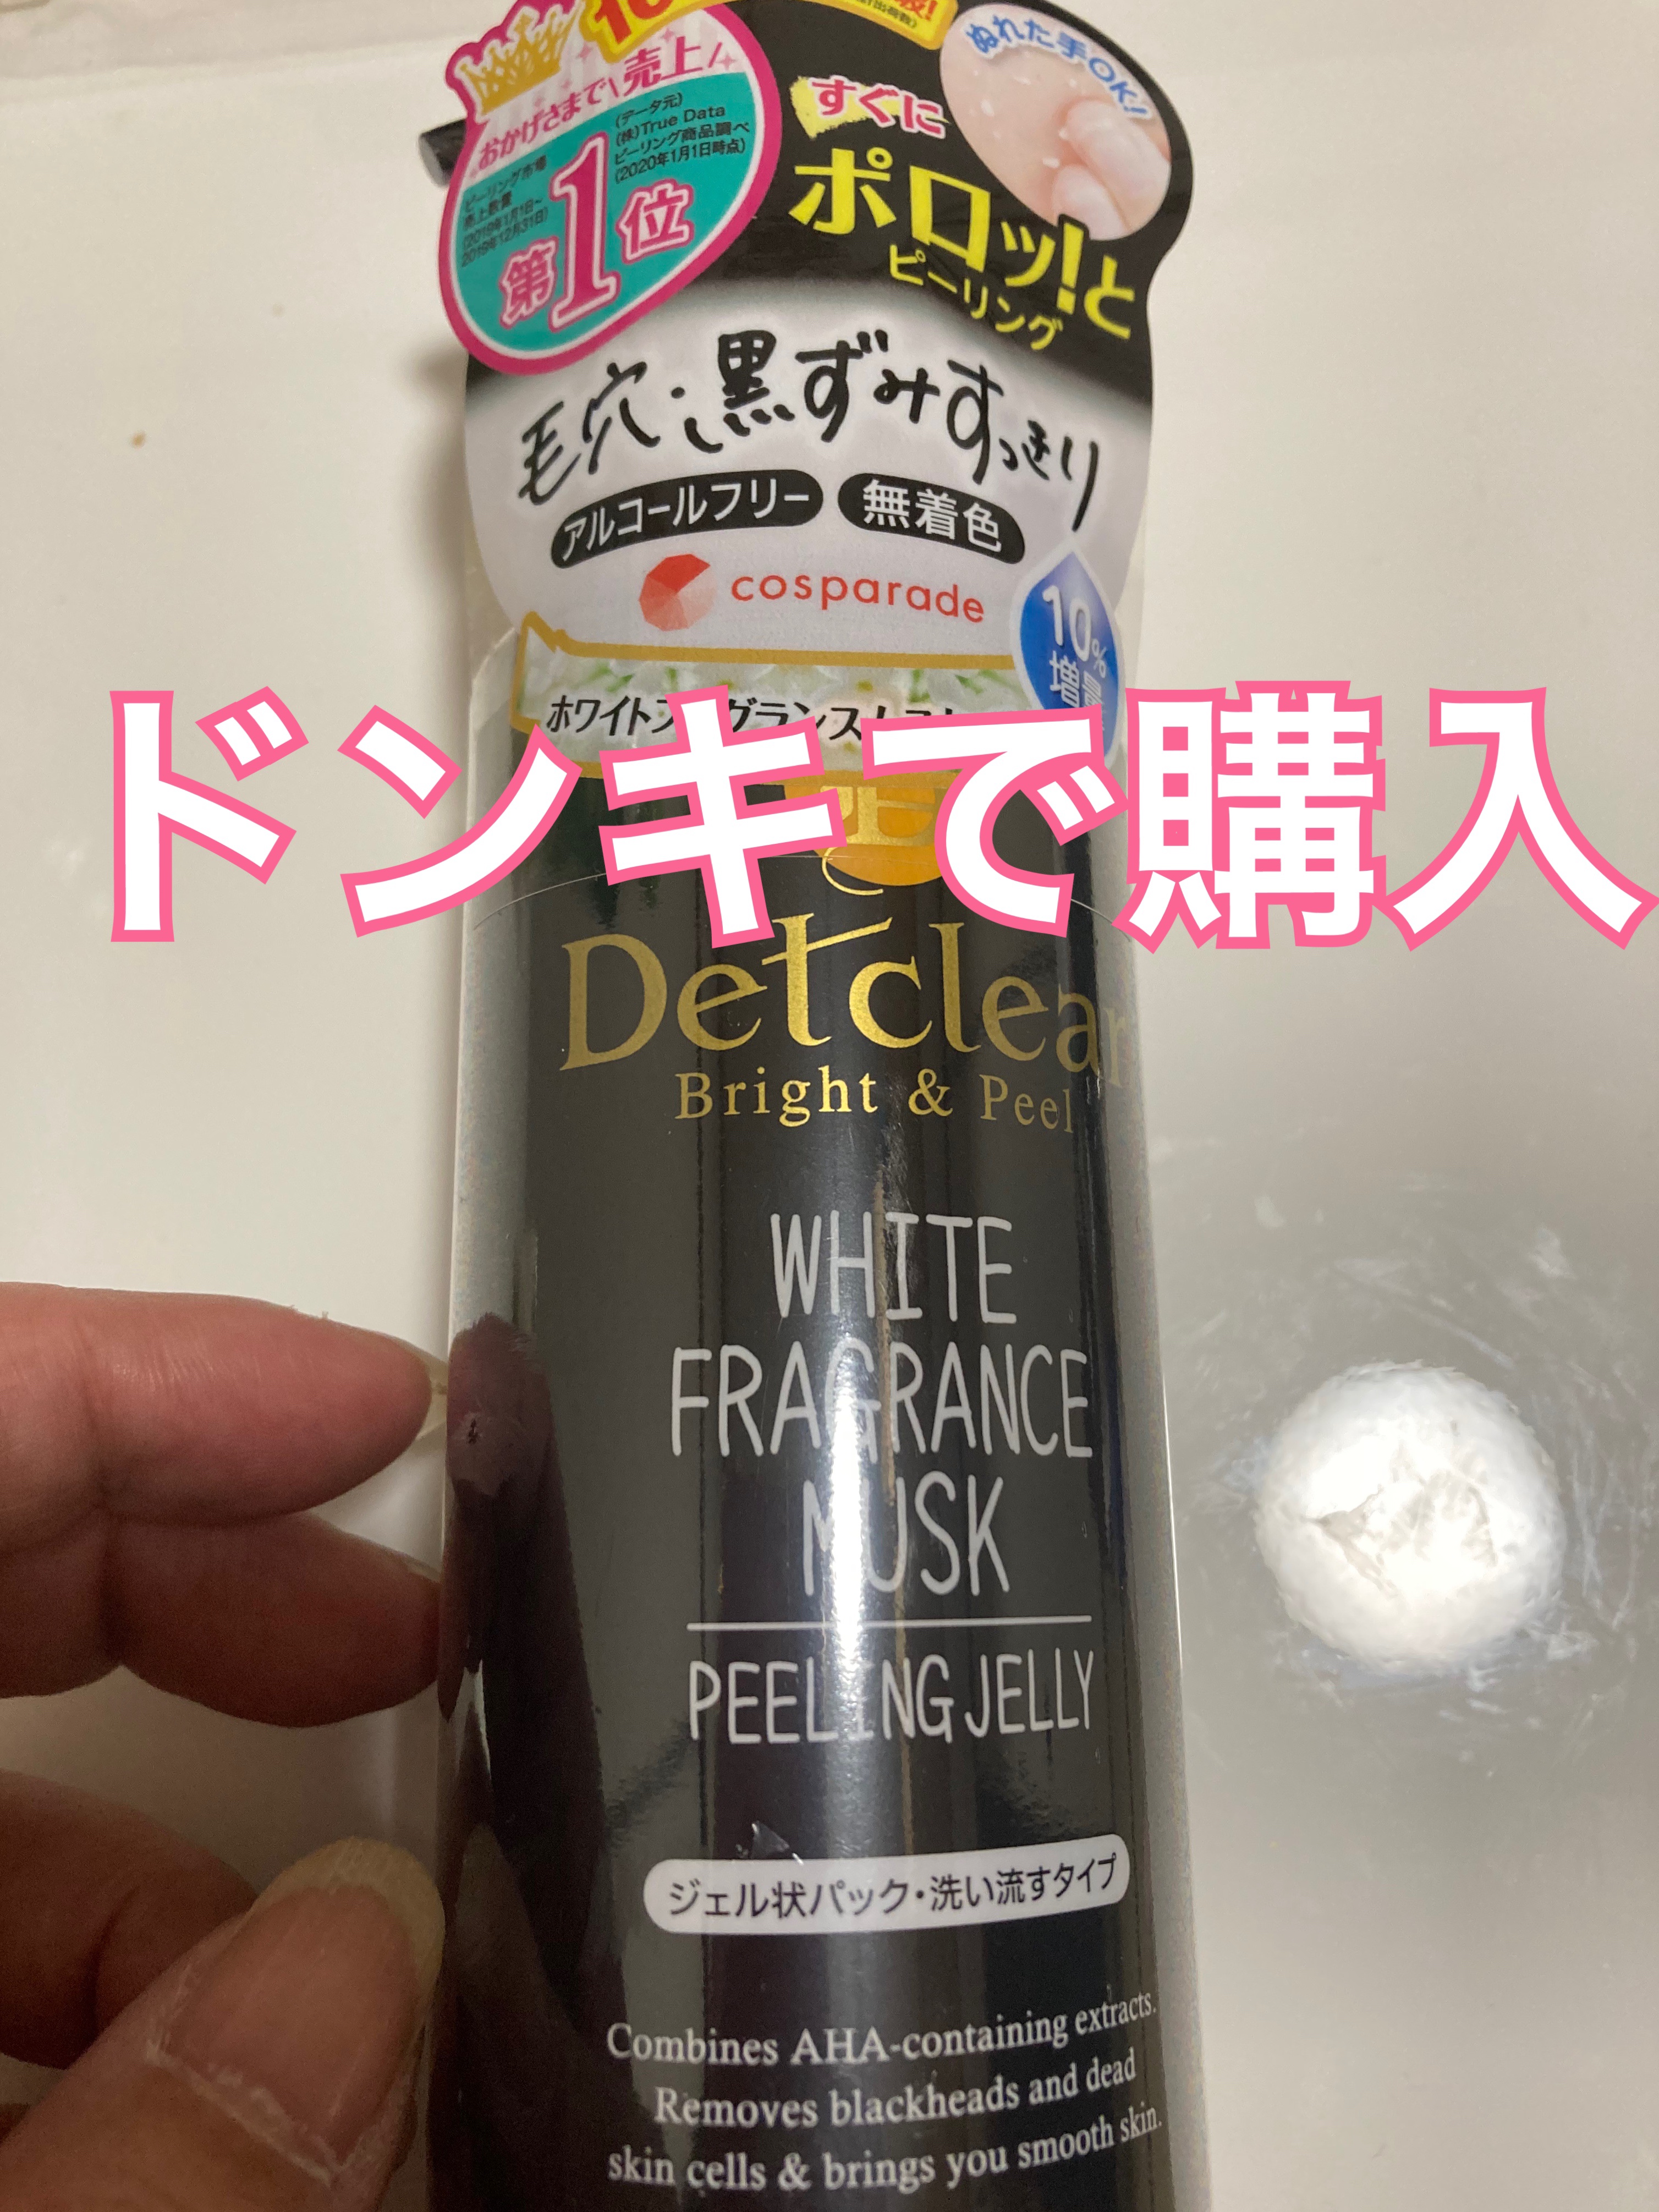 ぬれた手OK!
おかげさまで\売上/
(データ元)
(株)True Data
ピーリング商品調べ
(2020年1月1日時点)
ピーリング市場
売上数量
(2019年1月1日~
2019年12月31日)
第1位
すぐに
ポロッ!と
ピーリング
毛穴・黒ずみすっきり
アルコールフリー 無着色
cosparade
10%
増量
ドンキで購入
Detclear
Bright & Peel
WHITE
FRAGRANCE
MUSK
PEELING JELLY
ジェル状パック・洗い流すタイプ
Combines AHA-containing extracts.
Removes blackheads and dead
skin cells & brings you smooth skin.